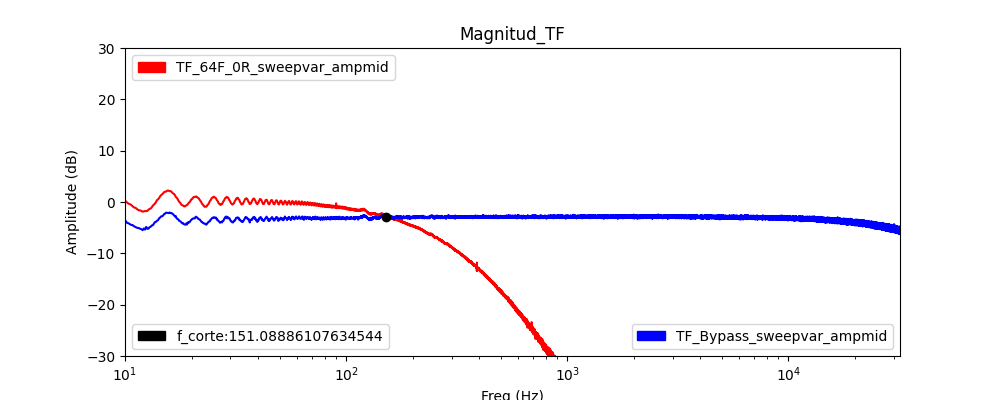 Magnitud_TF
30
20
10
0
−10
−20
−30
Amplitude (dB)
TF_64F_0R_sweepvar_ampmid
f_corte:151.08886107634544
TF_Bypass_sweepvar_ampmid
10^1
10^2
10^3
10^4
Freq (Hz)